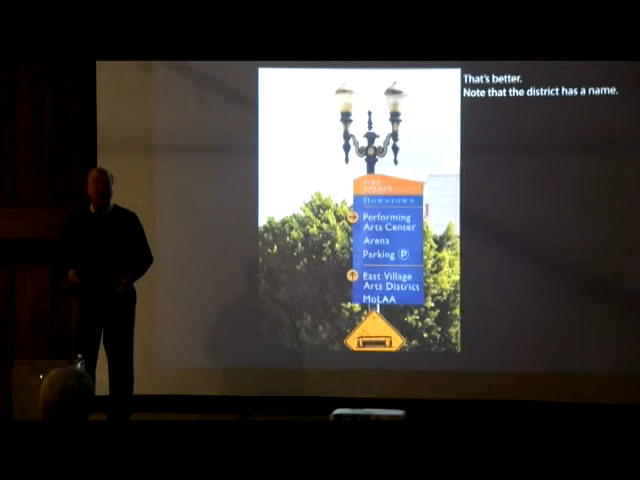 That's better.
Note that the district has a name.
Downtown
Performing
Arts Center
Arena
Parking P
East Village
Arts District
MoLAA